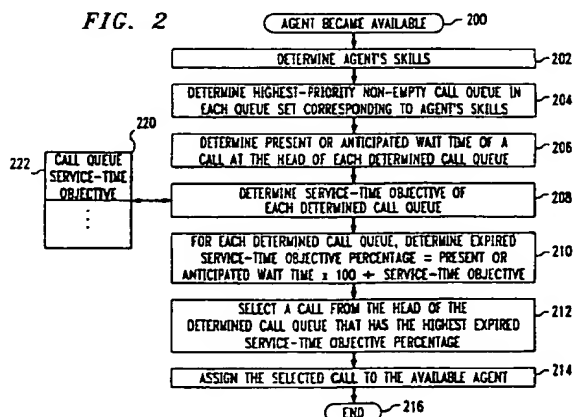 FIG. 2
AGENT BECAME AVAILABLE
200
DETERMINE AGENT'S SKILLS
202
DETERMINE HIGHEST-PRIORITY NON-EMPTY CALL QUEUE IN
EACH QUEUE SET CORRESPONDING TO AGENT'S SKILLS
204
DETERMINE PRESENT OR ANTICIPATED WAIT TIME OF A
CALL AT THE HEAD OF EACH DETERMINED CALL QUEUE
206
220
222
CALL QUEUE
SERVICE-TIME
OBJECTIVE
DETERMINE SERVICE-TIME OBJECTIVE OF
EACH DETERMINED CALL QUEUE
208
FOR EACH DETERMINED CALL QUEUE, DETERMINE EXPIRED
SERVICE-TIME OBJECTIVE PERCENTAGE = PRESENT OR
ANTICIPATED WAIT TIME x 100 ÷ SERVICE-TIME OBJECTIVE
210
SELECT A CALL FROM THE HEAD OF THE
DETERMINED CALL QUEUE THAT HAS THE HIGHEST EXPIRED
SERVICE-TIME OBJECTIVE PERCENTAGE
212
ASSIGN THE SELECTED CALL TO THE AVAILABLE AGENT
214
END
216